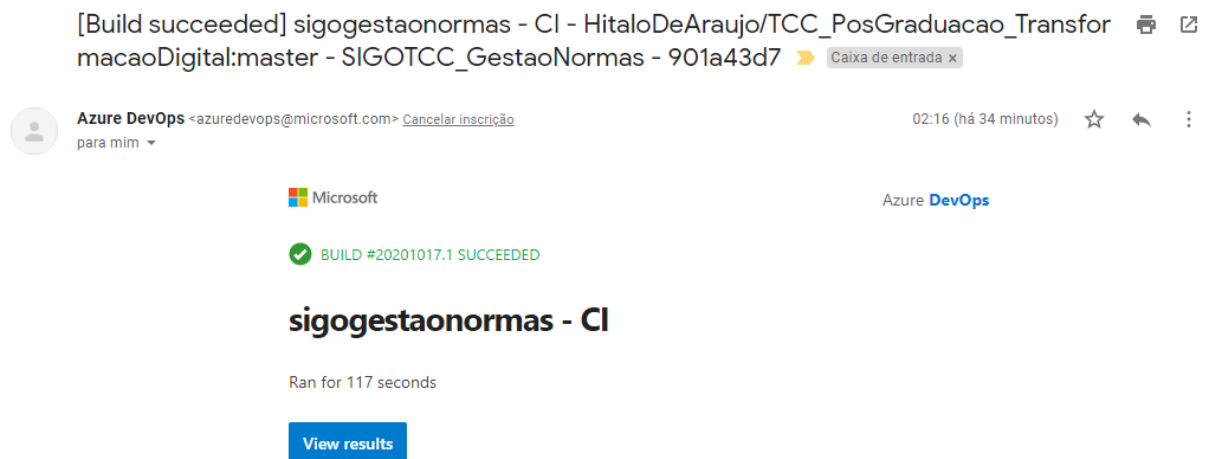 [Build succeeded] sigogestaonormas - CI - HitaloDeAraujo/TCC_PosGraduacao_Transfor
macaoDigital:master - SIGOTCC_GestaoNormas - 901a43d7 Caixa de entrada x
Azure DevOps <azuredevops@microsoft.com> Cancelar inscrição 02:16 (há 34 minutos)
para mim
Microsoft Azure DevOps
BUILD #20201017.1 SUCCEEDED
sigogestaonormas - CI
Ran for 117 seconds
View results